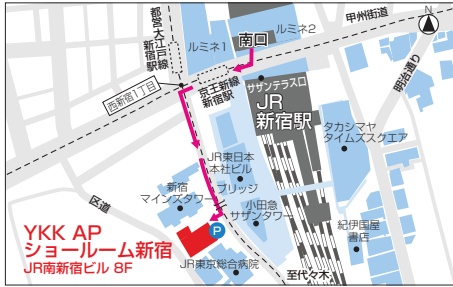 都営大江戸線
新宿駅
ルミネ1
ルミネ2
南口
甲州街道
N
明治通り
京王新線
新宿駅
サザンテラス口
JR
新宿駅
西新宿1丁目
タカシマヤ
タイムズスクエア
JR東日本
本社ビル
新宿
マインズタワー
ブリッジ
小田急
サザンタワー
紀伊国屋
書店
区道
P
YKK AP
ショールーム新宿
JR南新宿ビル 8F
JR東京総合病院
至代々木